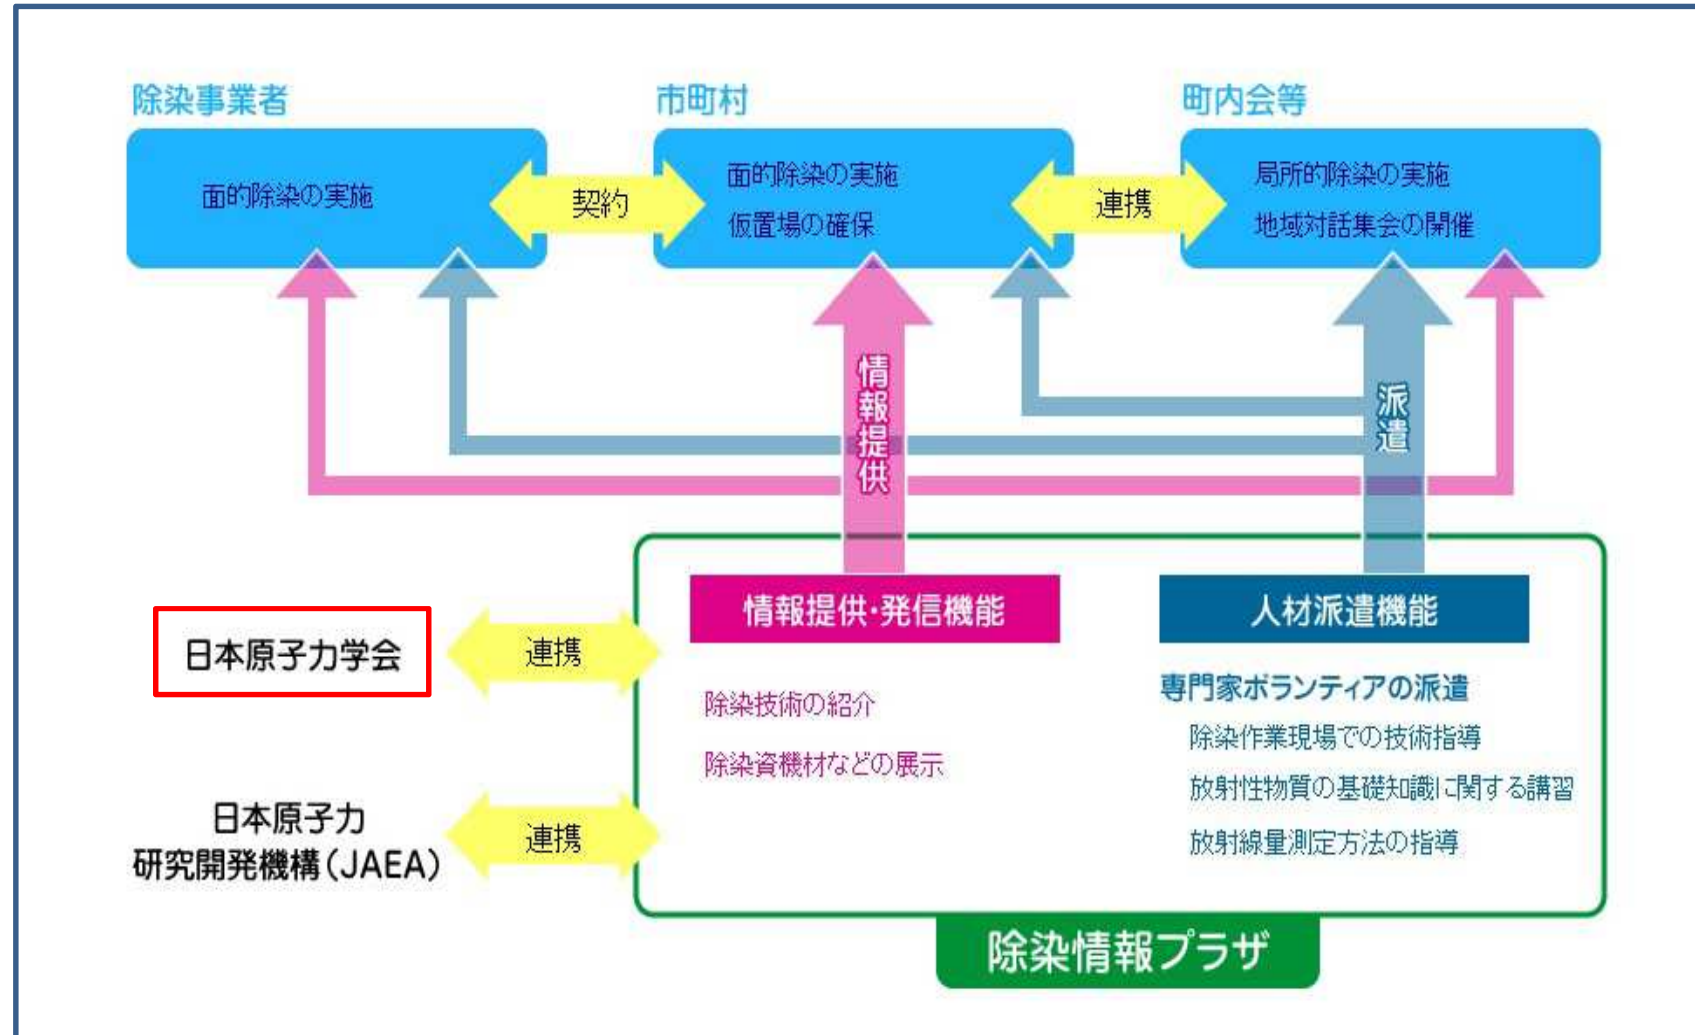 除染事業者
市町村
町内会等
面的除染の実施
契約
面的除染の実施
仮置場の確保
連携
局所的除染の実施
地域対話集会の開催
情報提供
派遣
情報提供・発信機能
人材派遣機能
日本原子力学会
連携
除染技術の紹介
除染資機材などの展示
専門家ボランティアの派遣
除染作業現場での技術指導
放射性物質の基礎知識に関する講習
放射線量測定方法の指導
日本原子力
研究開発機構(JAEA)
連携
除染情報プラザ